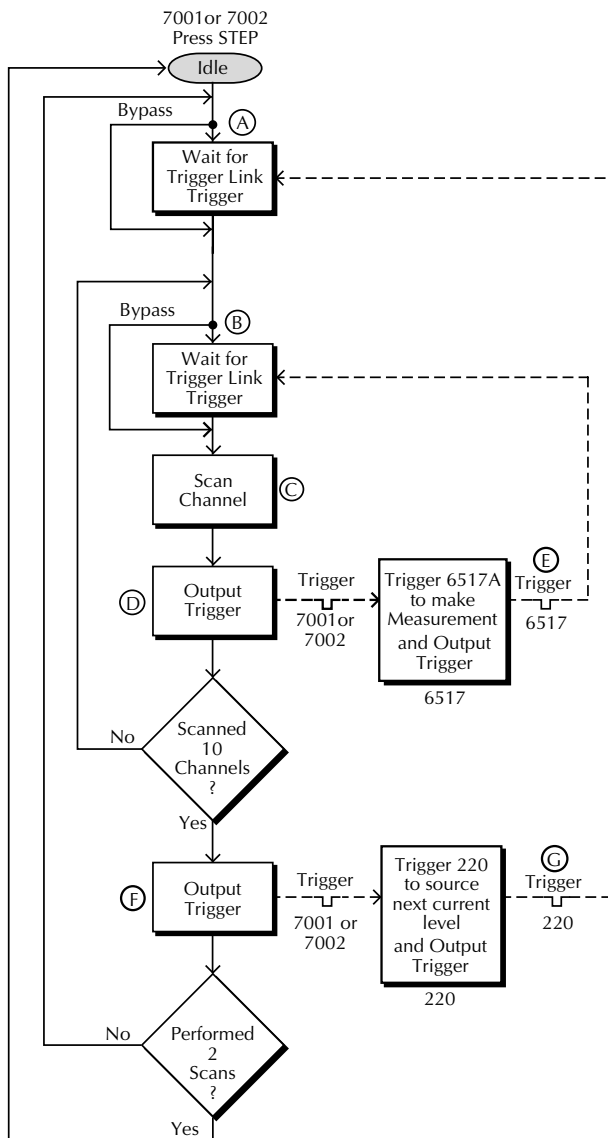 7001or 7002
Press STEP
Idle
Bypass
A
Wait for
Trigger Link
Trigger
Bypass
B
Wait for
Trigger Link
Trigger
Scan
Channel
C
D
Output
Trigger
Trigger
7001or
7002
Trigger 6517A
to make
Measurement
and Output
Trigger
6517
E
Trigger
6517
No
Scanned
10
Channels
?
Yes
F
Output
Trigger
Trigger
7001 or
7002
Trigger 220
to source
next current
level
and Output
Trigger
220
G
Trigger
220
No
Performed
2
Scans
?
Yes